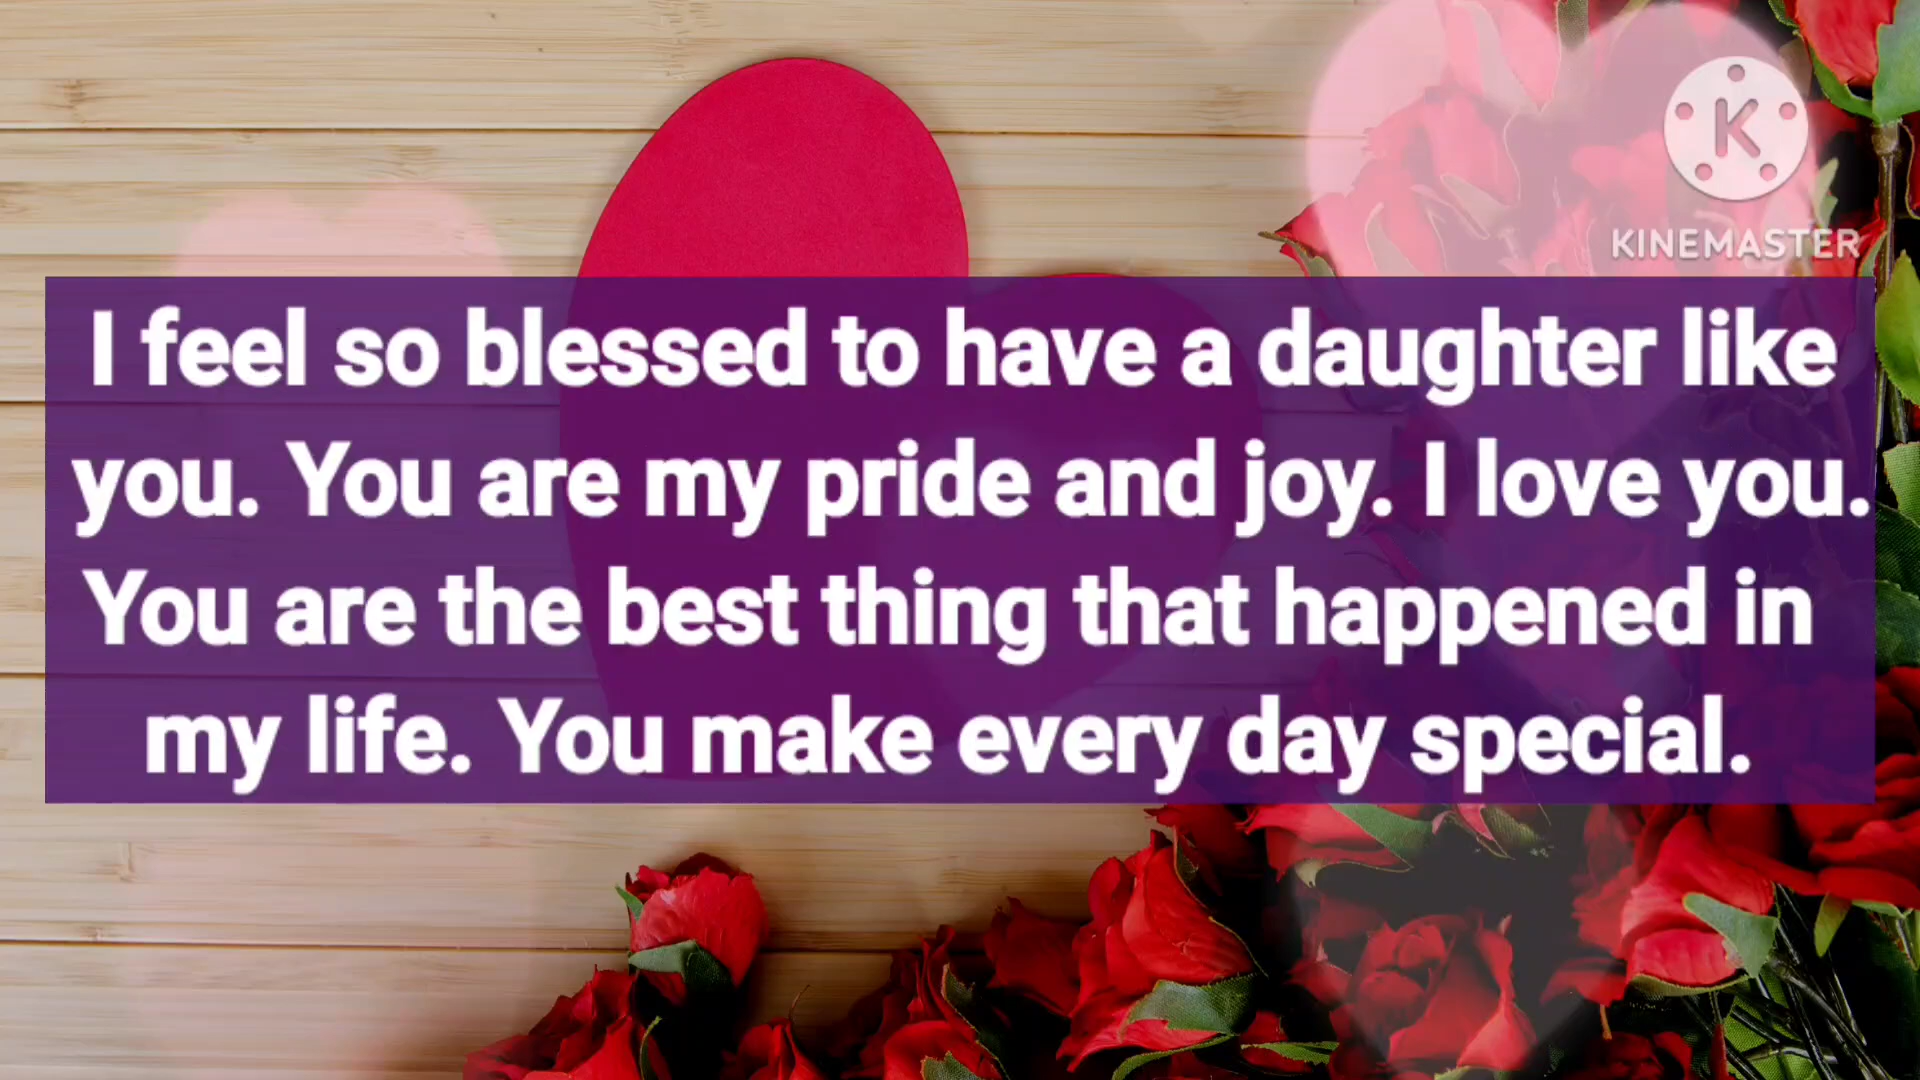 K
KINEMASTER
I feel so blessed to have a daughter like
you. You are my pride and joy. I love you.
You are the best thing that happened in
my life. You make every day special.